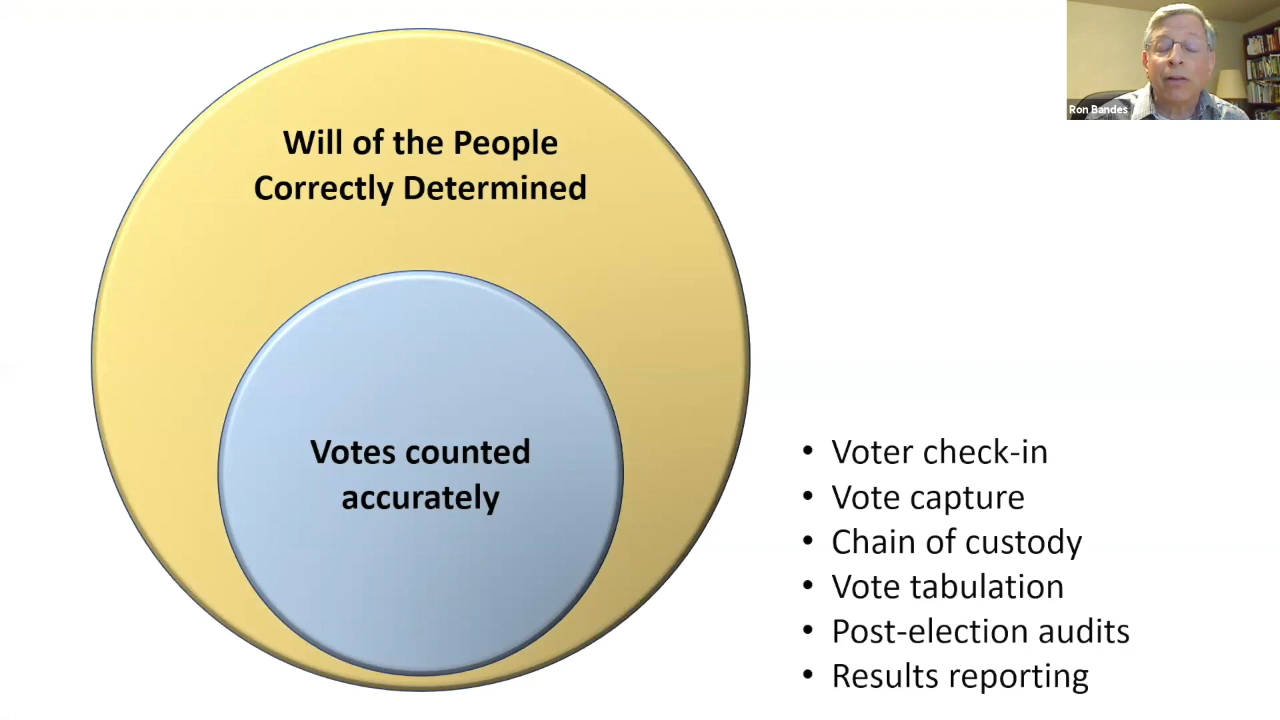 Will of the People
Correctly Determined
Votes counted
accurately
• Voter check-in
• Vote capture
• Chain of custody
• Vote tabulation
• Post-election audits
• Results reporting
Ron Bandes